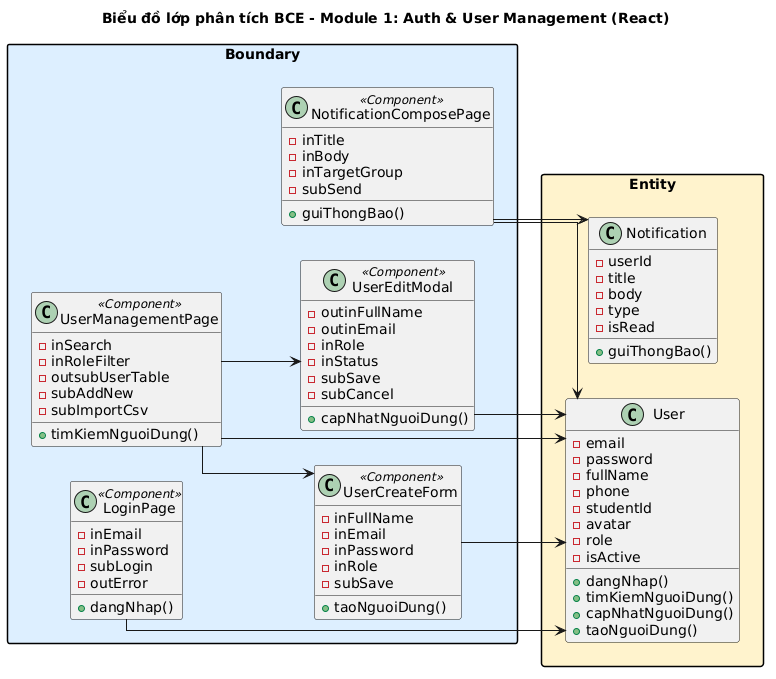 Biểu đồ lớp phân tích BCE - Module 1: Auth & User Management (React)
Boundary
«Component»
NotificationComposePage
inTitle
inBody
inTargetGroup
subSend
guiThongBao()
Entity
Notification
userId
title
body
type
isRead
guiThongBao()
«Component»
UserEditModal
outinFullName
outinEmail
inRole
inStatus
subSave
subCancel
capNhatNguoiDung()
«Component»
UserManagementPage
inSearch
inRoleFilter
outsubUserTable
subAddNew
subImportCsv
timKiemNguoiDung()
User
email
password
fullName
phone
studentId
avatar
role
isActive
dangNhap()
timKiemNguoiDung()
capNhatNguoiDung()
taoNguoiDung()
«Component»
UserCreateForm
inFullName
inEmail
inPassword
inRole
subSave
taoNguoiDung()
«Component»
LoginPage
inEmail
inPassword
subLogin
outError
dangNhap()